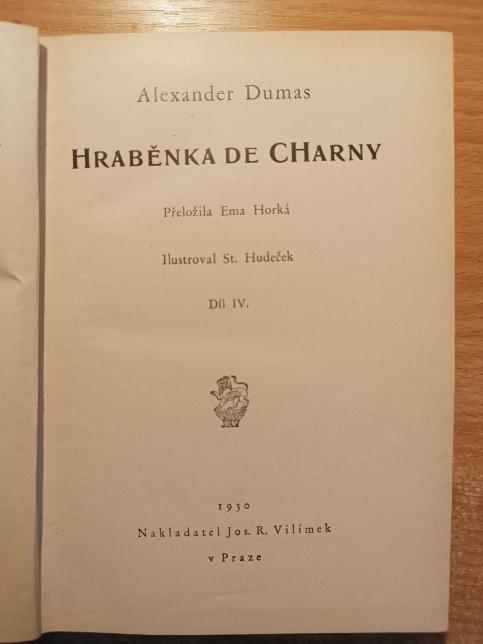 Alexander Dumas
HRABĚNKA DE CHARNY
Přeložila Ema Horká
Ilustroval St. Hudeček
Díl IV.
1930
Nakladatel Jos. R. Vilímek
v Praze